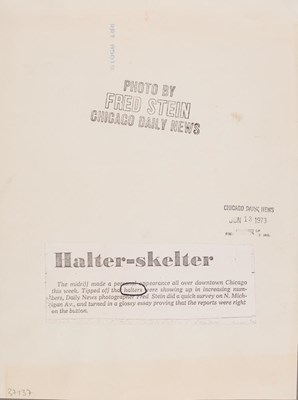 PHOTO BY
FRED STEIN
CHICAGO DAILY NEWS
CHICAGO DAILY NEWS
JUN 1973
Halter-skelter
The midriff made a personal appearance all over downtown Chicago
this week. Tipped off that halters were showing up in increasing num-
bers, Daily News photographer Fred Stein did a quick survey on N. Mich-
igan Av., and turned in a glossy essay proving that the reports were right
on the button.